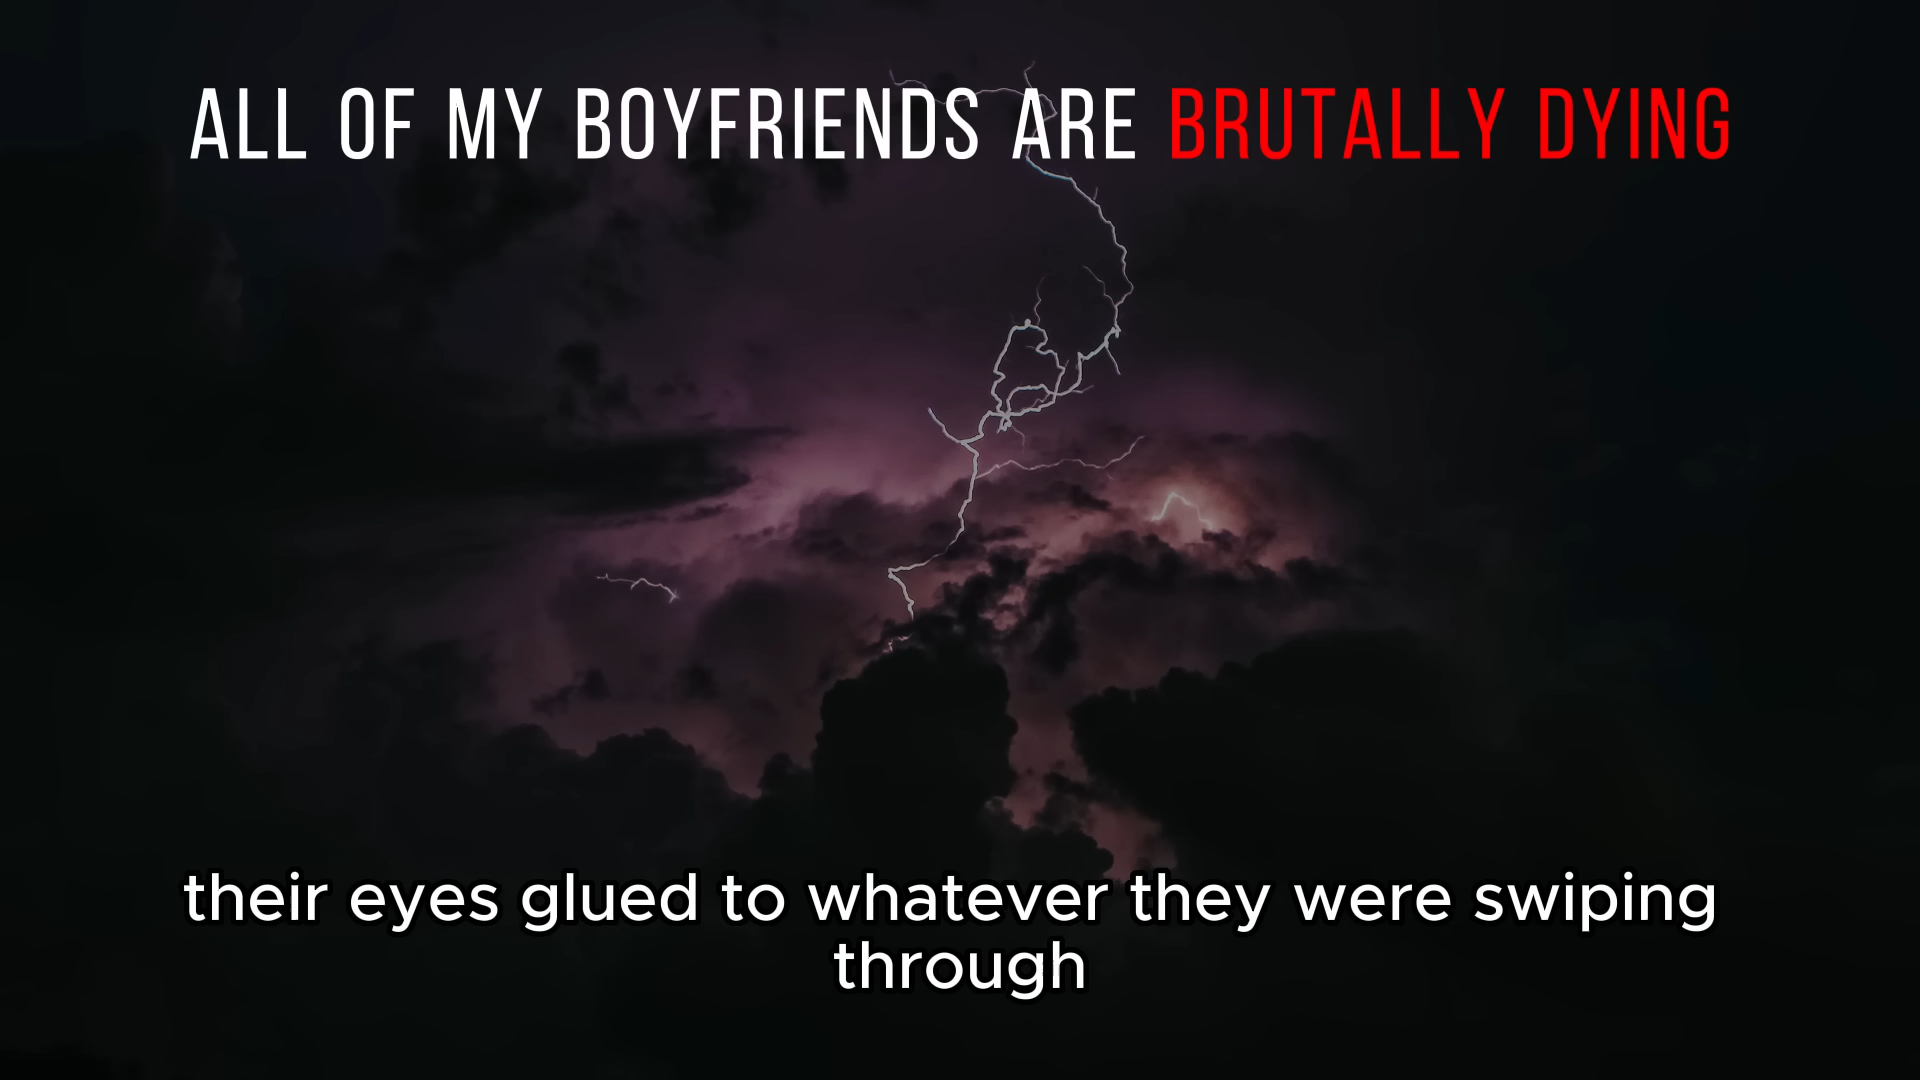 ALL OF MY BOYFRIENDS ARE BRUTALLY DYING
their eyes glued to whatever they were swiping
through